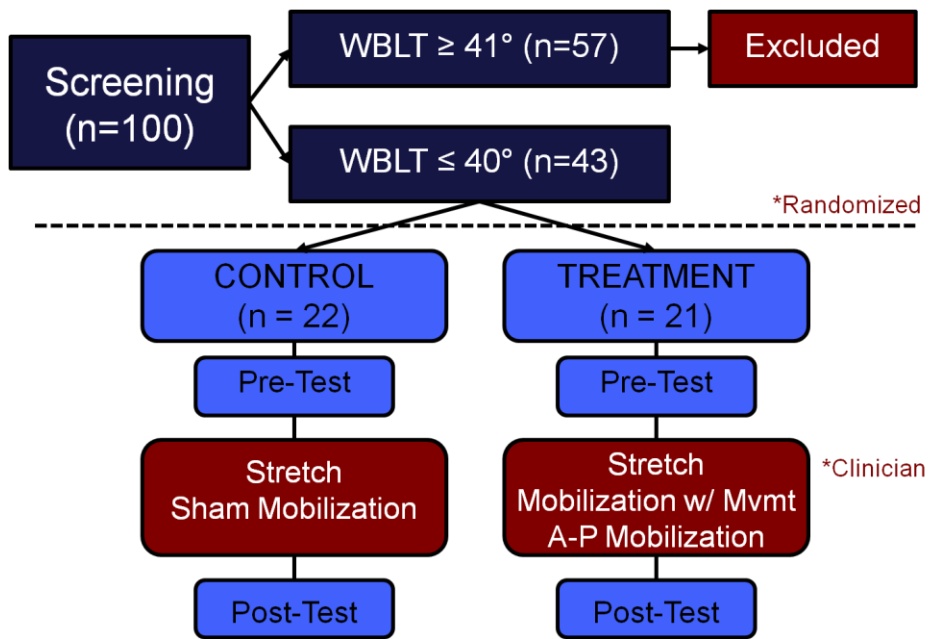 Screening
(n=100)
WBLT ≥ 41° (n=57)
Excluded
WBLT ≤ 40° (n=43)
*Randomized
CONTROL
(n = 22)
TREATMENT
(n = 21)
Pre-Test
Pre-Test
Stretch
Sham Mobilization
Stretch
Mobilization w/ Mvmt
A-P Mobilization
*Clinician
Post-Test
Post-Test